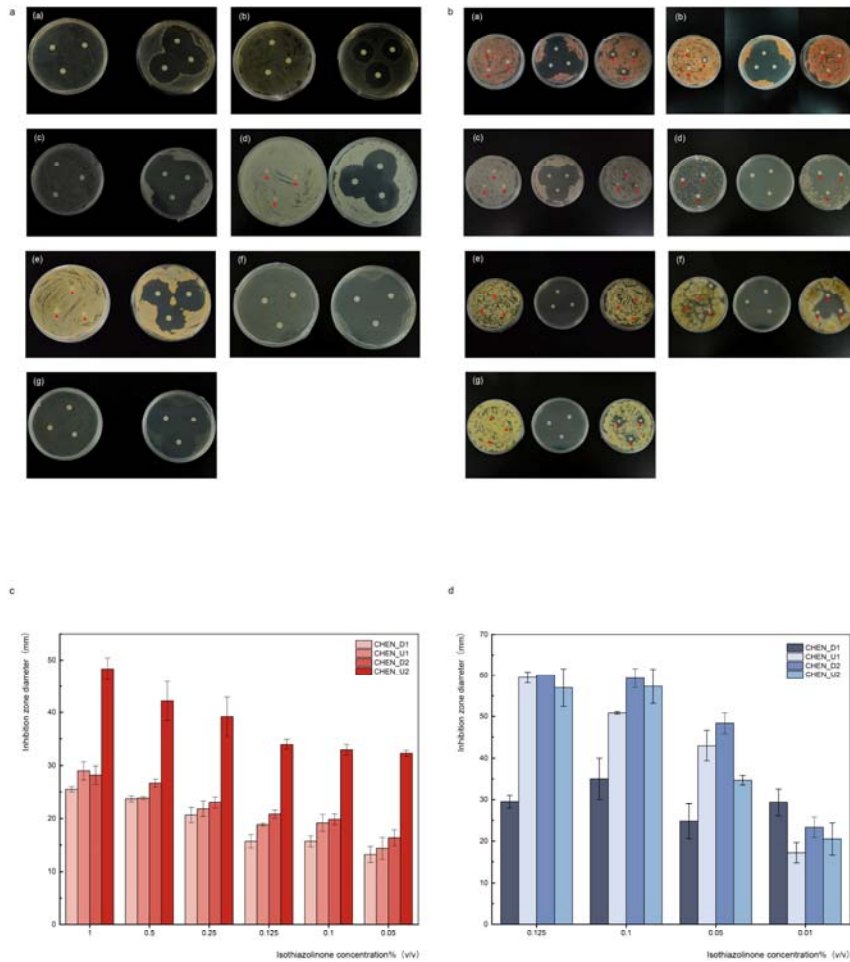 a
b
(a)
(b)
(a)
(b)
(c)
(d)
(c)
(d)
(e)
(f)
(e)
(f)
(g)
(g)
c
d
CHEN_D1
CHEN_U1
CHEN_D2
CHEN_U2
Inhibition zone diameter (mm)
50
40
30
20
10
0
1 0.5 0.25 0.125 0.1 0.05
Isothiazolinone concentration% (v/v)
CHEN_D1
CHEN_U1
CHEN_D2
CHEN_U2
Inhibition zone diameter (mm)
70
60
50
40
30
20
10
0
0.125 0.1 0.05 0.01
Isothiazolinone concentration% (v/v)